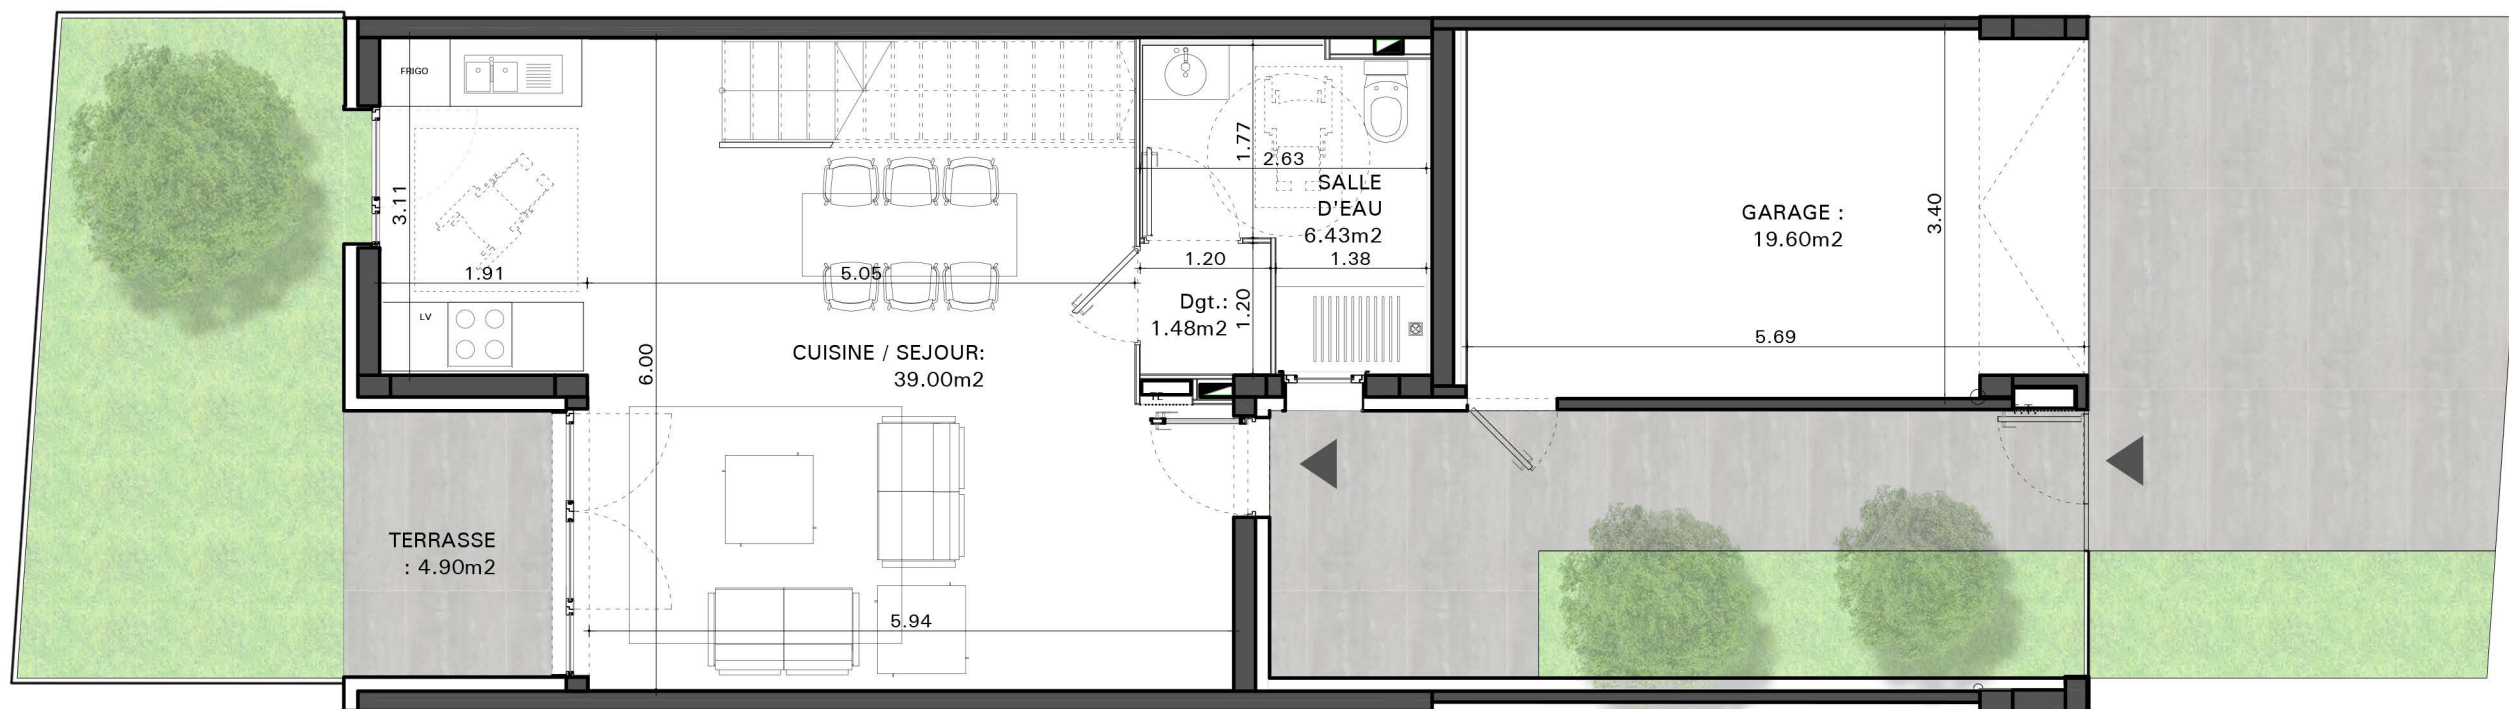 FRIGO
3.11
1.91
LV
6.00
5.05
CUISINE / SEJOUR:
39.00m2
5.94
TERRASSE
: 4.90m2
1.77
2.63
SALLE
D'EAU
6.43m2
1.20
1.38
Dgt.:
1.48m2
1.20
TE
GARAGE :
19.60m2
3.40
5.69